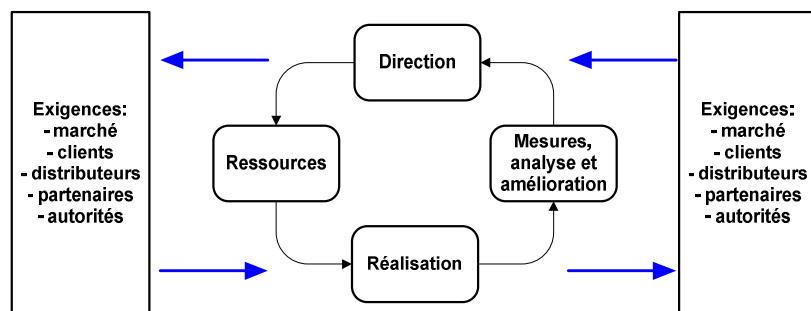 Exigences:
- marché
- clients
- distributeurs
- partenaires
- autorités
Direction
Ressources
Mesures,
analyse et
amélioration
Réalisation
Exigences:
- marché
- clients
- distributeurs
- partenaires
- autorités